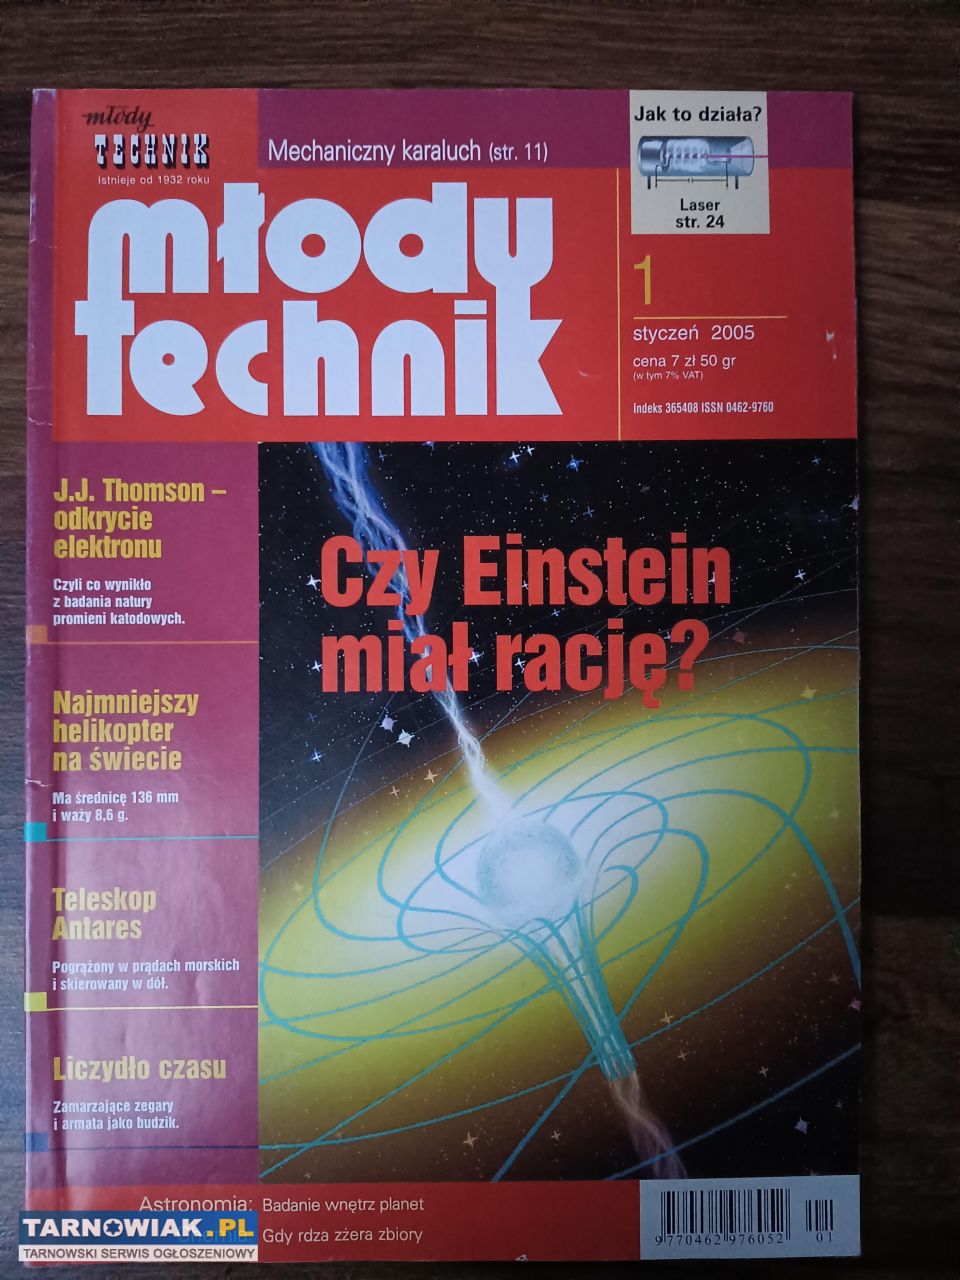 młody
TECHNIK
Istnieje od 1932 roku
Mechaniczny karaluch (str. 11)
Jak to działa?
Laser
str. 24
młody
technik
1
styczeń 2005
cena 7 zł 50 gr
(w tym 7% VAT)
Indeks 365408 ISSN 0462-9760
J.J. Thomson –
odkrycie
elektronu
Czyli co wynikło
z badania natury
promieni katodowych.
Czy Einstein
miał rację?
Najmniejszy
helikopter
na świecie
Ma średnicę 136 mm
i waży 8,6 g.
Teleskop
Antares
Pogrążony w prądach morskich
i skierowany w dół.
Liczydło czasu
Zamarzające zegary
i armata jako budzik.
Astronomia: Badanie wnętrz planet
Gdy rdza zżera zbiory
9 770462 976052
01
TARNOWIAK.PL
TARNOWSKI SERWIS OGŁOSZENIOWY